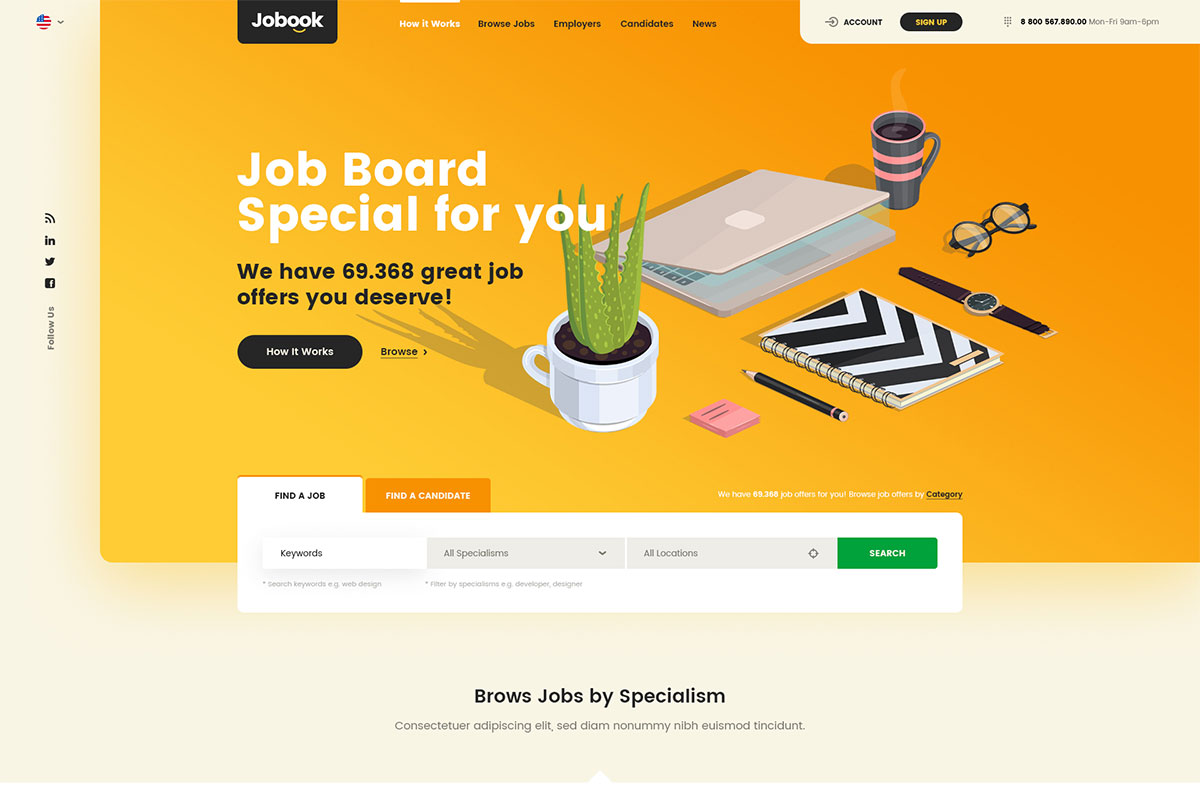 Jobook
How it Works
Browse Jobs
Employers
Candidates
News
ACCOUNT
SIGN UP
8 800 567.890.00 Mon-Fri 9am-6pm
Job Board
Special for you
We have 69.368 great job
offers you deserve!
How It Works
Browse
Follow Us
FIND A JOB
FIND A CANDIDATE
We have 69.368 job offers for you! Browse job offers by Category
Keywords
All Specialisms
All Locations
SEARCH
* Search keywords e.g. web design
* Filter by specialisms e.g. developer, designer
Brows Jobs by Specialism
Consectetuer adipiscing elit, sed diam nonummy nibh euismod tincidunt.